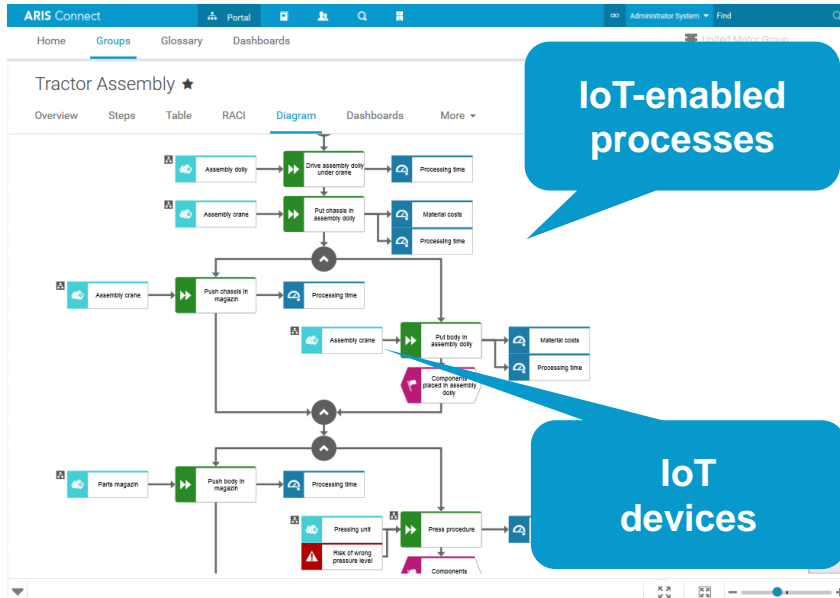 ARIS Connect
Portal
Administrator System
Find
Home
Groups
Glossary
Dashboards
United Motor Group
Tractor Assembly
Overview
Steps
Table
RACI
Diagram
Dashboards
More
IoT-enabled
processes
Assembly dolly
Drive assembly dolly
under crane
Processing time
Assembly crane
Put chassis in
assembly dolly
Material costs
Processing time
Assembly crane
Push chassis in
magazin
Processing time
Assembly crane
Put body in
assembly dolly
Material costs
Processing time
Components
placed in assembly
dolly
IoT
devices
Parts magazin
Push body in
magazin
Processing time
Pressing unit
Press procedure
Risk of wrong
pressure level
Components